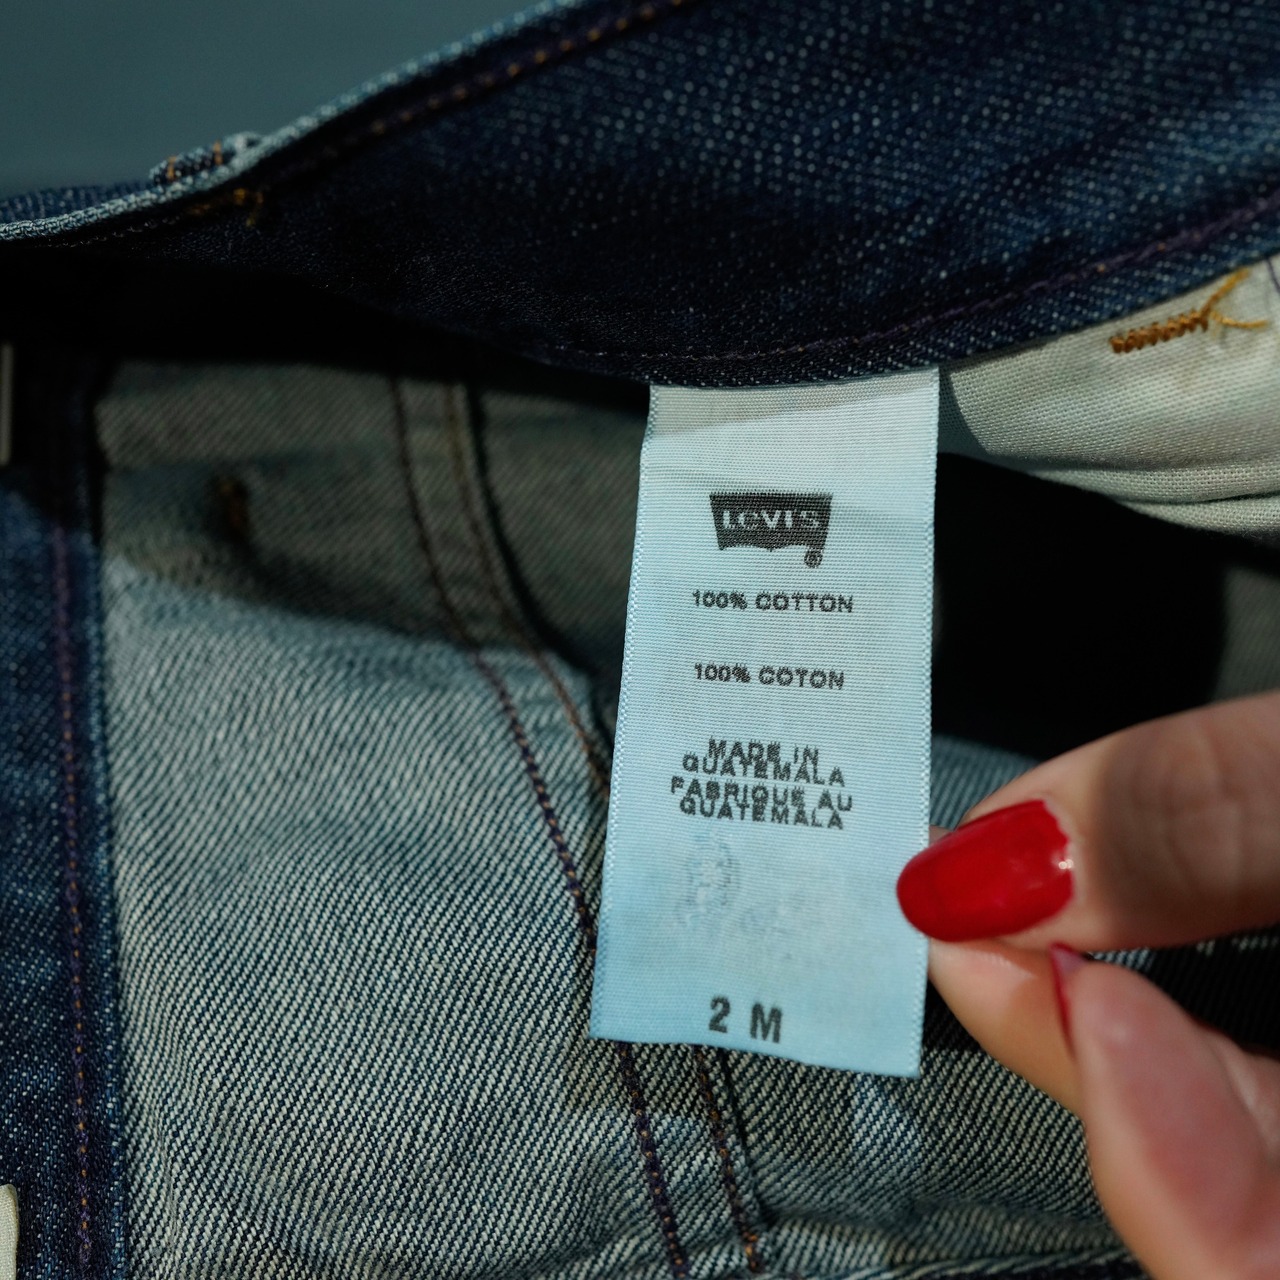 LEVI'S
®
100% COTTON
100% COTON
MADE IN
GUATEMALA
FABRIQUE AU
GUATEMALA
2 M